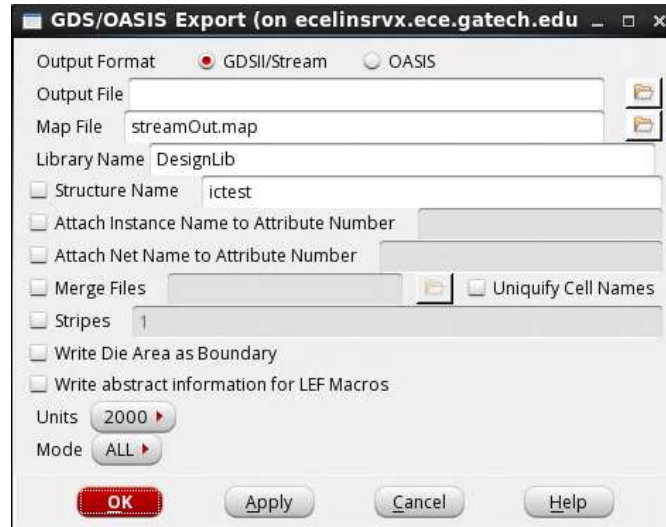 GDS/OASIS Export (on ecelinsrvx.ece.gatech.edu
Output Format GDSII/Stream OASIS
Output File
Map File streamOut.map
Library Name DesignLib
Structure Name ictest
Attach Instance Name to Attribute Number
Attach Net Name to Attribute Number
Merge Files Uniquify Cell Names
Stripes 1
Write Die Area as Boundary
Write abstract information for LEF Macros
Units 2000
Mode ALL
OK Apply Cancel Help